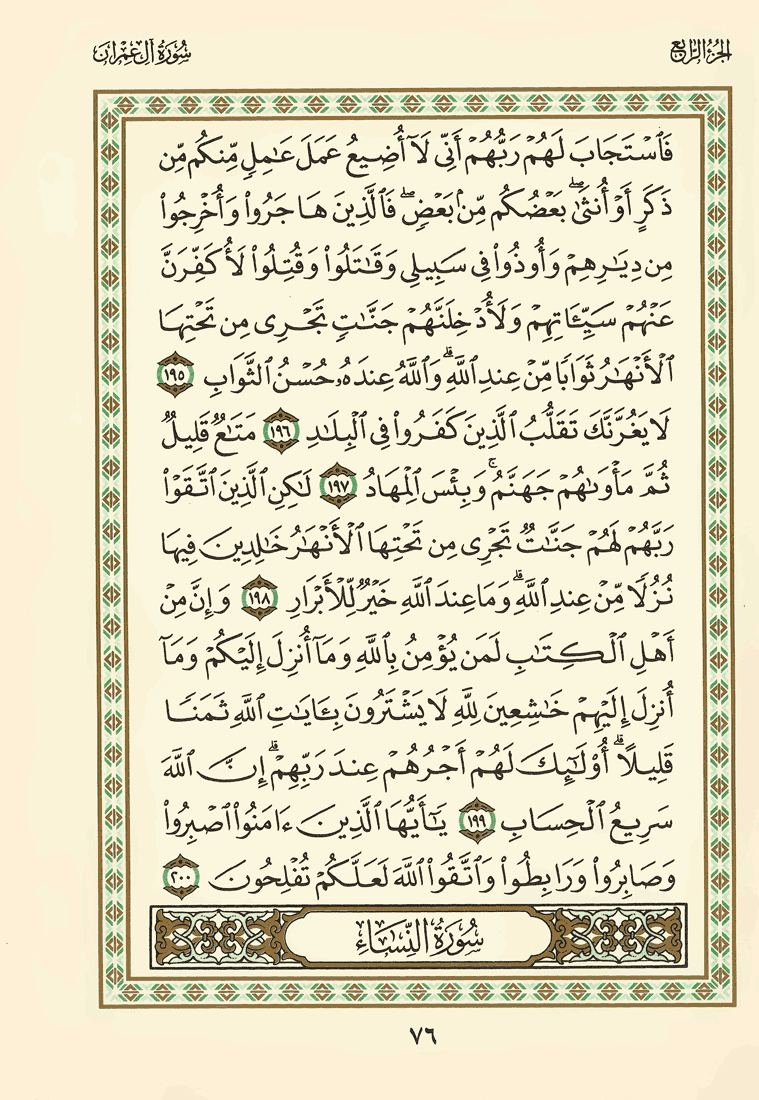 الجزء الرابع
سورة آل عمران
فَٱسْتَجَابَ لَهُمْ رَبُّهُمْ أَنِّى لَآ أُضِيعُ عَمَلَ عَٰمِلٍ مِّنكُم مِّن
ذَكَرٍ أَوْ أُنثَىٰ ۖ بَعْضُكُم مِّنۢ بَعْضٍ ۖ فَٱلَّذِينَ هَاجَرُوا۟ وَأُخْرِجُوا۟
مِن دِيَٰرِهِمْ وَأُوذُوا۟ فِى سَبِيلِى وَقَٰتَلُوا۟ وَقُتِلُوا۟ لَأُكَفِّرَنَّ
عَنْهُمْ سَيِّـَٔاتِهِمْ وَلَأُدْخِلَنَّهُمْ جَنَّٰتٍ تَجْرِى مِن تَحْتِهَا
ٱلْأَنْهَٰرُ ثَوَابًا مِّنْ عِندِ ٱللَّهِ ۗ وَٱللَّهُ عِندَهُۥ حُسْنُ ٱلثَّوَابِ ١٩٥
لَا يَغُرَّنَّكَ تَقَلُّبُ ٱلَّذِينَ كَفَرُوا۟ فِى ٱلْبِلَٰدِ ١٩٦ مَتَٰعٌ قَلِيلٌ
ثُمَّ مَأْوَىٰهُمْ جَهَنَّمُ ۚ وَبِئْسَ ٱلْمِهَادُ ١٩٧ لَٰكِنِ ٱلَّذِينَ ٱتَّقَوْا۟
رَبَّهُمْ لَهُمْ جَنَّٰتٌ تَجْرِى مِن تَحْتِهَا ٱلْأَنْهَٰرُ خَٰلِدِينَ فِيهَا
نُزُلًا مِّنْ عِندِ ٱللَّهِ ۗ وَمَا عِندَ ٱللَّهِ خَيْرٌ لِّلْأَبْرَارِ ١٩٨ وَإِنَّ مِنْ
أَهْلِ ٱلْكِتَٰبِ لَمَن يُؤْمِنُ بِٱللَّهِ وَمَآ أُنزِلَ إِلَيْكُمْ وَمَآ
أُنزِلَ إِلَيْهِمْ خَٰشِعِينَ لِلَّهِ لَا يَشْتَرُونَ بِـَٔايَٰتِ ٱللَّهِ ثَمَنًا
قَلِيلًا ۗ أُو۟لَٰٓئِكَ لَهُمْ أَجْرُهُمْ عِندَ رَبِّهِمْ ۗ إِنَّ ٱللَّهَ
سَرِيعُ ٱلْحِسَابِ ١٩٩ يَٰٓأَيُّهَا ٱلَّذِينَ ءَامَنُوا۟ ٱصْبِرُوا۟
وَصَابِرُوا۟ وَرَابِطُوا۟ وَٱتَّقُوا۟ ٱللَّهَ لَعَلَّكُمْ تُفْلِحُونَ ٢٠٠
سُورَةُ النِّسَاءِ
٧٦